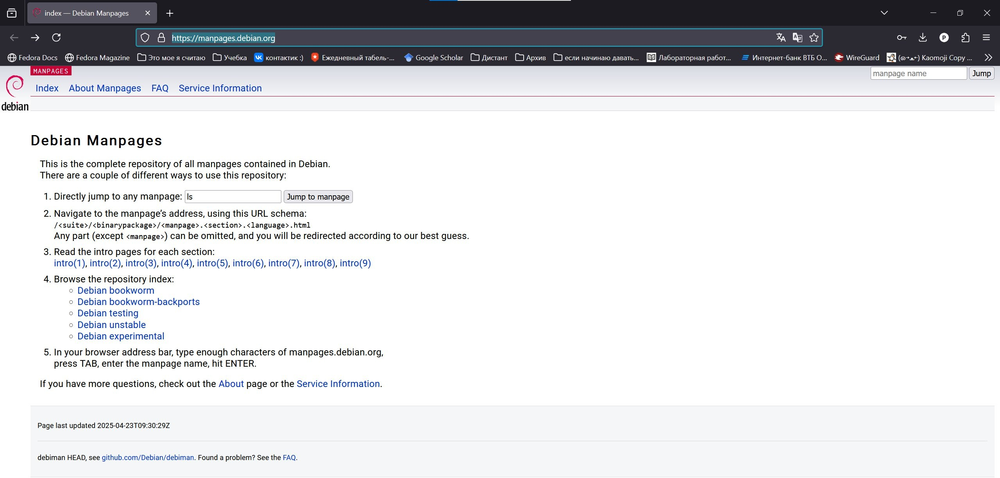 index — Debian Manpages
https://manpages.debian.org
Fedora Docs Fedora Magazine Это мое я считаю Учебка контактик :) Ежедневный табель-... Google Scholar Дистант Архив если начинаю давать... Лабораторная работ... Интернет-банк ВТБ О... WireGuard Kaomoji Copy ...
MANPAGES
manpage name Jump
Index About Manpages FAQ Service Information
debian
Debian Manpages
This is the complete repository of all manpages contained in Debian.
There are a couple of different ways to use this repository:
1. Directly jump to any manpage: ls Jump to manpage
2. Navigate to the manpage’s address, using this URL schema:
/<suite>/<binarypackage>/<manpage>.<section>.<language>.html
Any part (except <manpage>) can be omitted, and you will be redirected according to our best guess.
3. Read the intro pages for each section:
intro(1), intro(2), intro(3), intro(4), intro(5), intro(6), intro(7), intro(8), intro(9)
4. Browse the repository index:
Debian bookworm
Debian bookworm-backports
Debian testing
Debian unstable
Debian experimental
5. In your browser address bar, type enough characters of manpages.debian.org,
press TAB, enter the manpage name, hit ENTER.
If you have more questions, check out the About page or the Service Information.
Page last updated 2025-04-23T09:30:29Z
debiman HEAD, see github.com/Debian/debiman. Found a problem? See the FAQ.